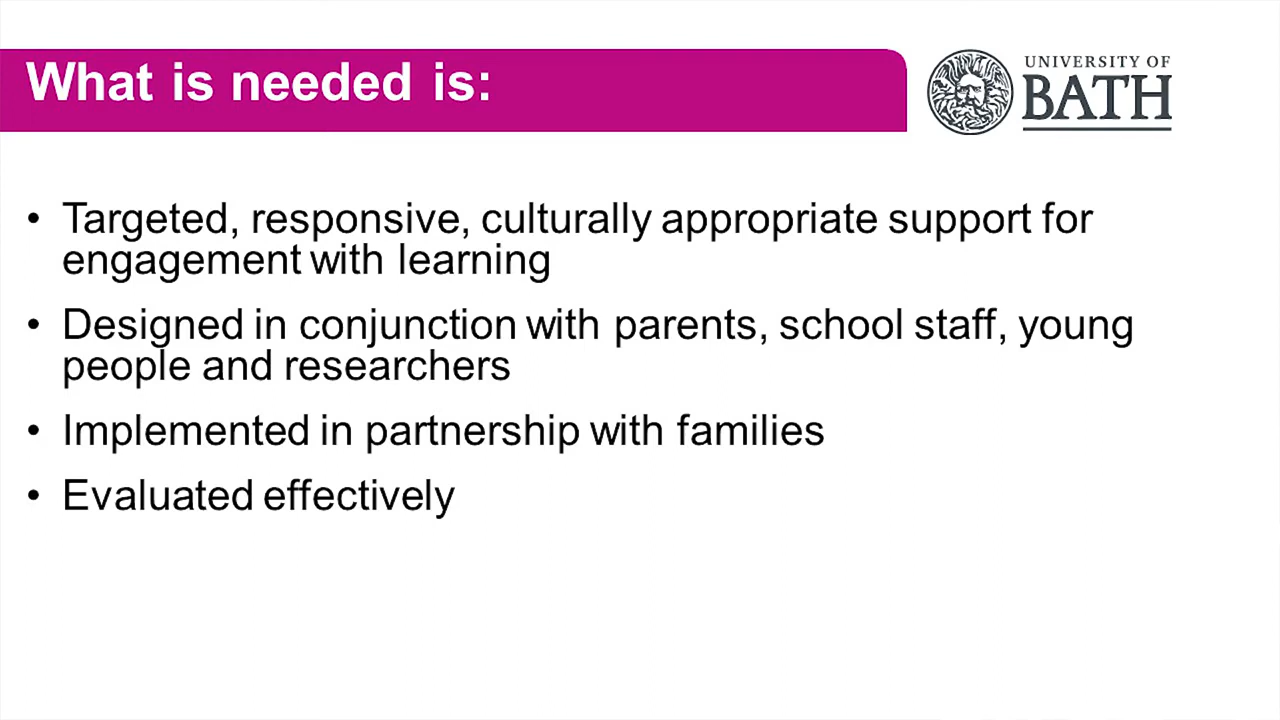 What is needed is:
UNIVERSITY OF
BATH
• Targeted, responsive, culturally appropriate support for
engagement with learning
• Designed in conjunction with parents, school staff, young
people and researchers
• Implemented in partnership with families
• Evaluated effectively